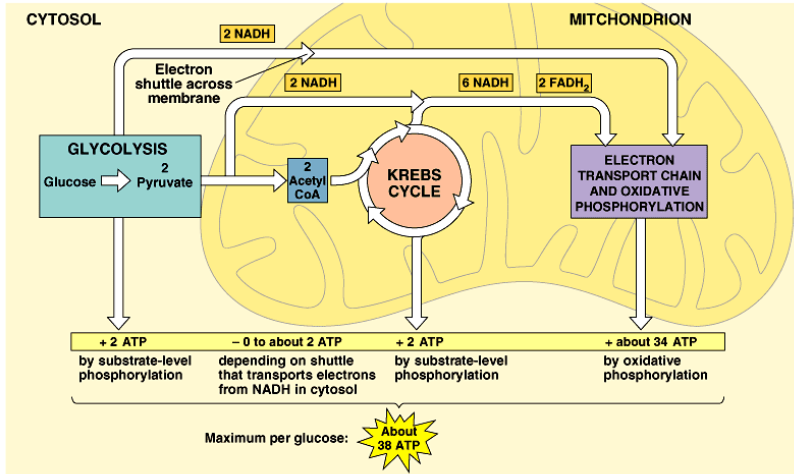 CYTOSOL
MITCHONDRION
2 NADH
Electron
shuttle across
membrane
2 NADH
6 NADH
2 FADH₂
GLYCOLYSIS
Glucose
2
Pyruvate
2
Acetyl
CoA
KREBS
CYCLE
ELECTRON
TRANSPORT CHAIN
AND OXIDATIVE
PHOSPHORYLATION
+ 2 ATP
by substrate-level
phosphorylation
– 0 to about 2 ATP
depending on shuttle
that transports electrons
from NADH in cytosol
+ 2 ATP
by substrate-level
phosphorylation
+ about 34 ATP
by oxidative
phosphorylation
Maximum per glucose:
About
38 ATP